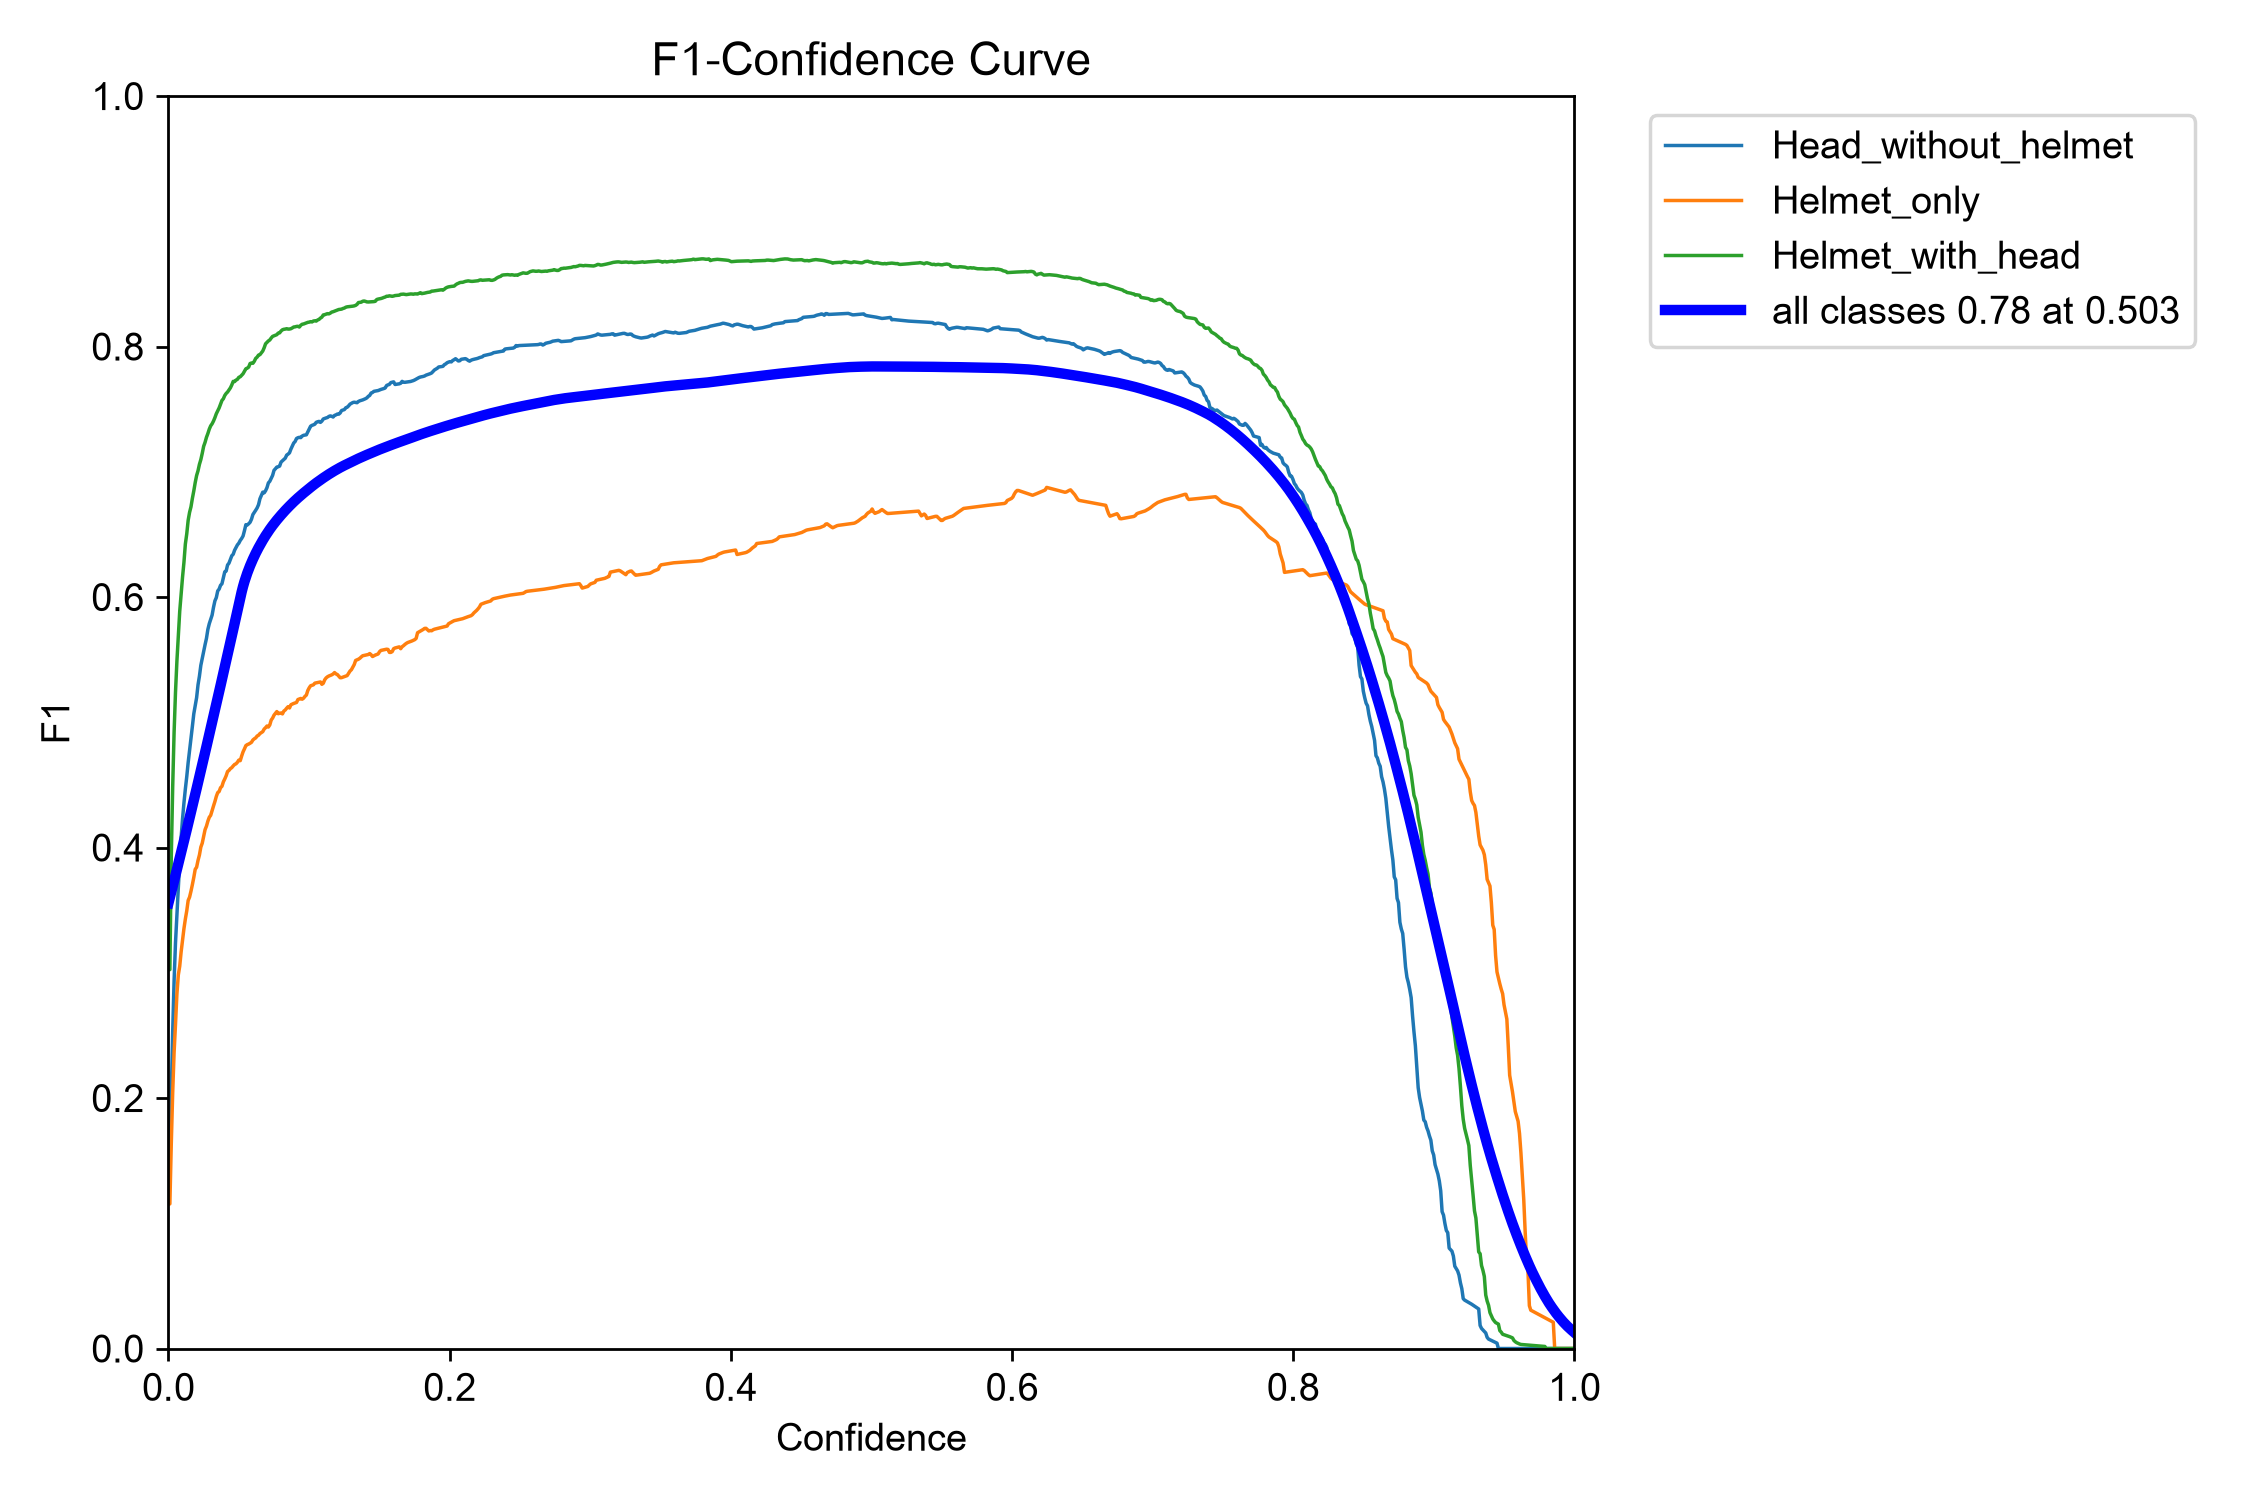 F1-Confidence Curve
1.0
0.8
0.6
0.4
0.2
0.0
F1
0.0 0.2 0.4 0.6 0.8 1.0
Confidence
Head_without_helmet
Helmet_only
Helmet_with_head
all classes 0.78 at 0.503